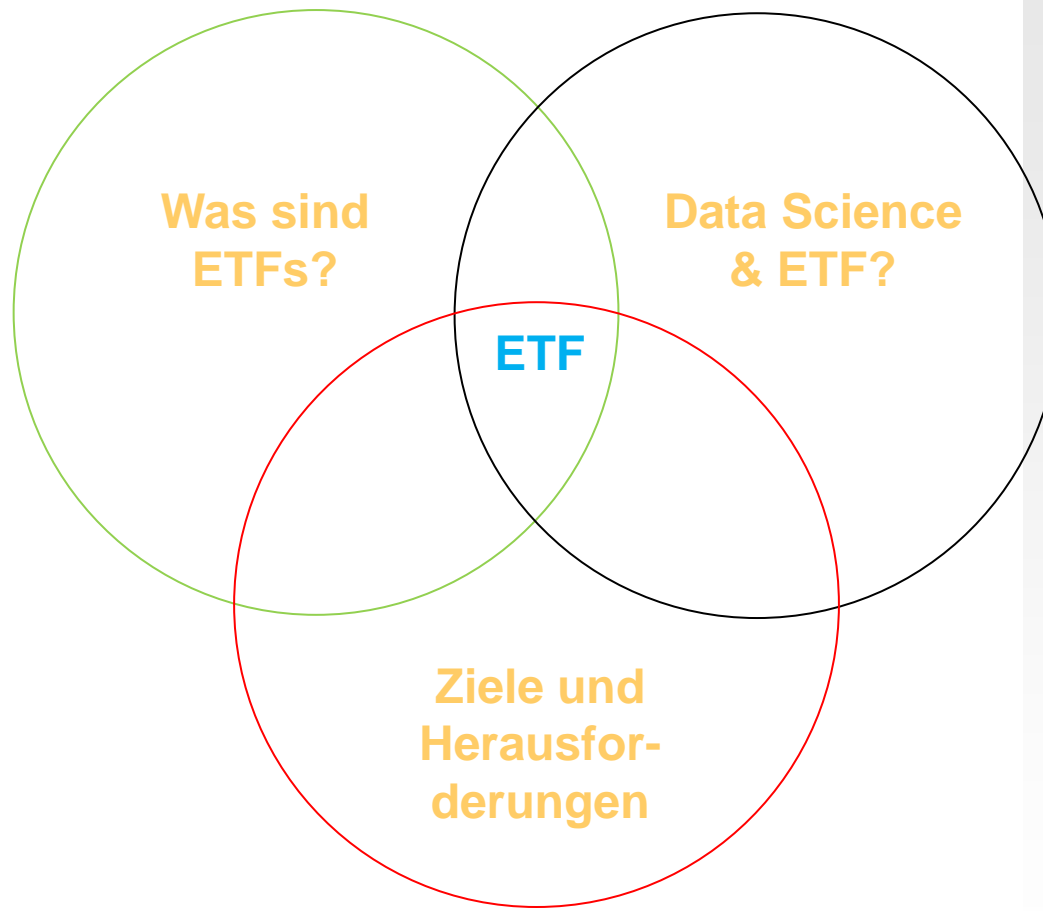 Was sind
ETFs?
Data Science
& ETF?
ETF
Ziele und
Herausfor-
derungen